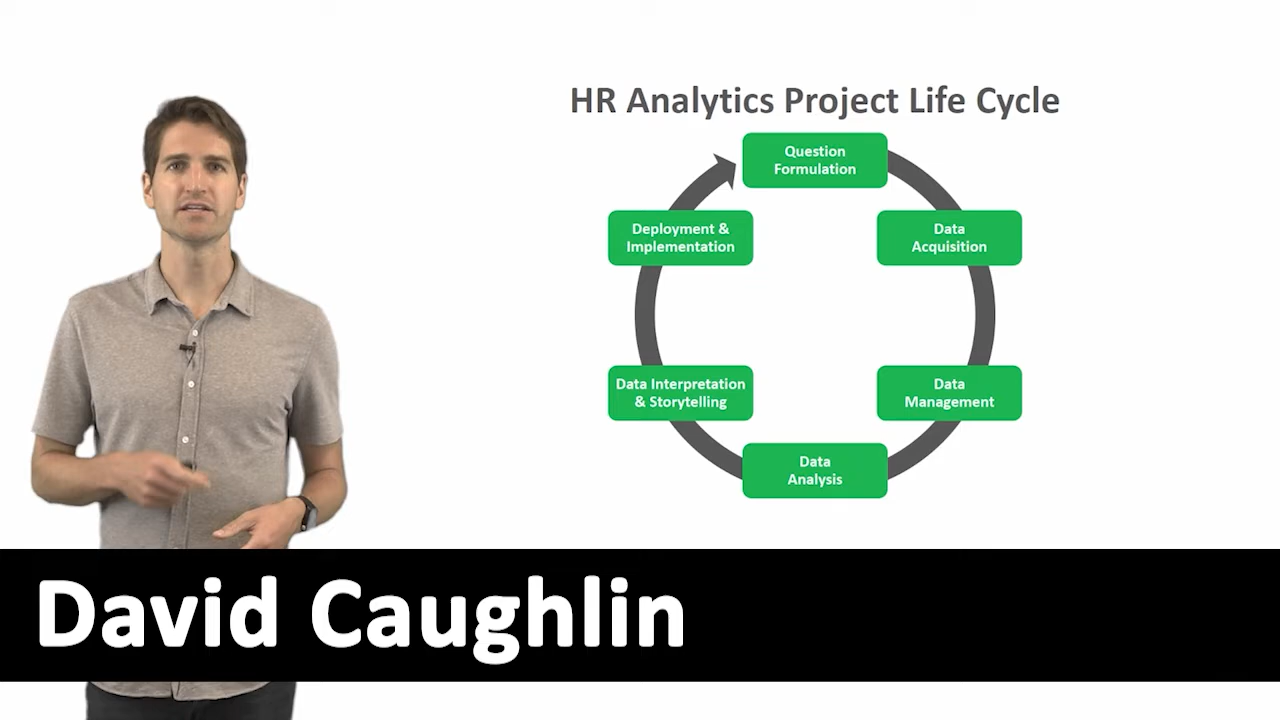 HR Analytics Project Life Cycle
Question
Formulation
Data
Acquisition
Data
Management
Data
Analysis
Data Interpretation
& Storytelling
Deployment &
Implementation
David Caughlin